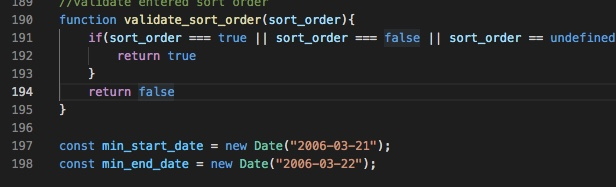 189 //validate entered sort order
190 function validate_sort_order(sort_order){
191 if(sort_order === true || sort_order === false || sort_order == undefined
192 return true
193 }
194 return false
195 }
196
197 const min_start_date = new Date("2006-03-21");
198 const min_end_date = new Date("2006-03-22");